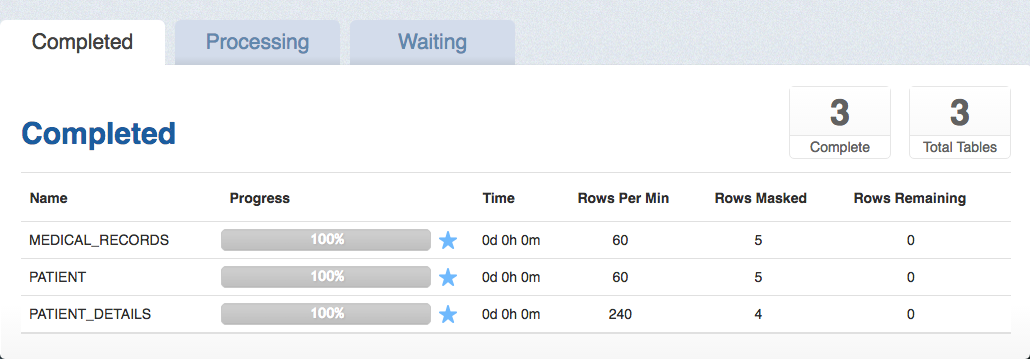 Completed Processing Waiting
3 3
Completed
Complete Total Tables
Name Progress Time Rows Per Min Rows Masked Rows Remaining
MEDICAL_RECORDS 100% 0d 0h 0m 60 5 0
PATIENT 100% 0d 0h 0m 60 5 0
PATIENT_DETAILS 100% 0d 0h 0m 240 4 0